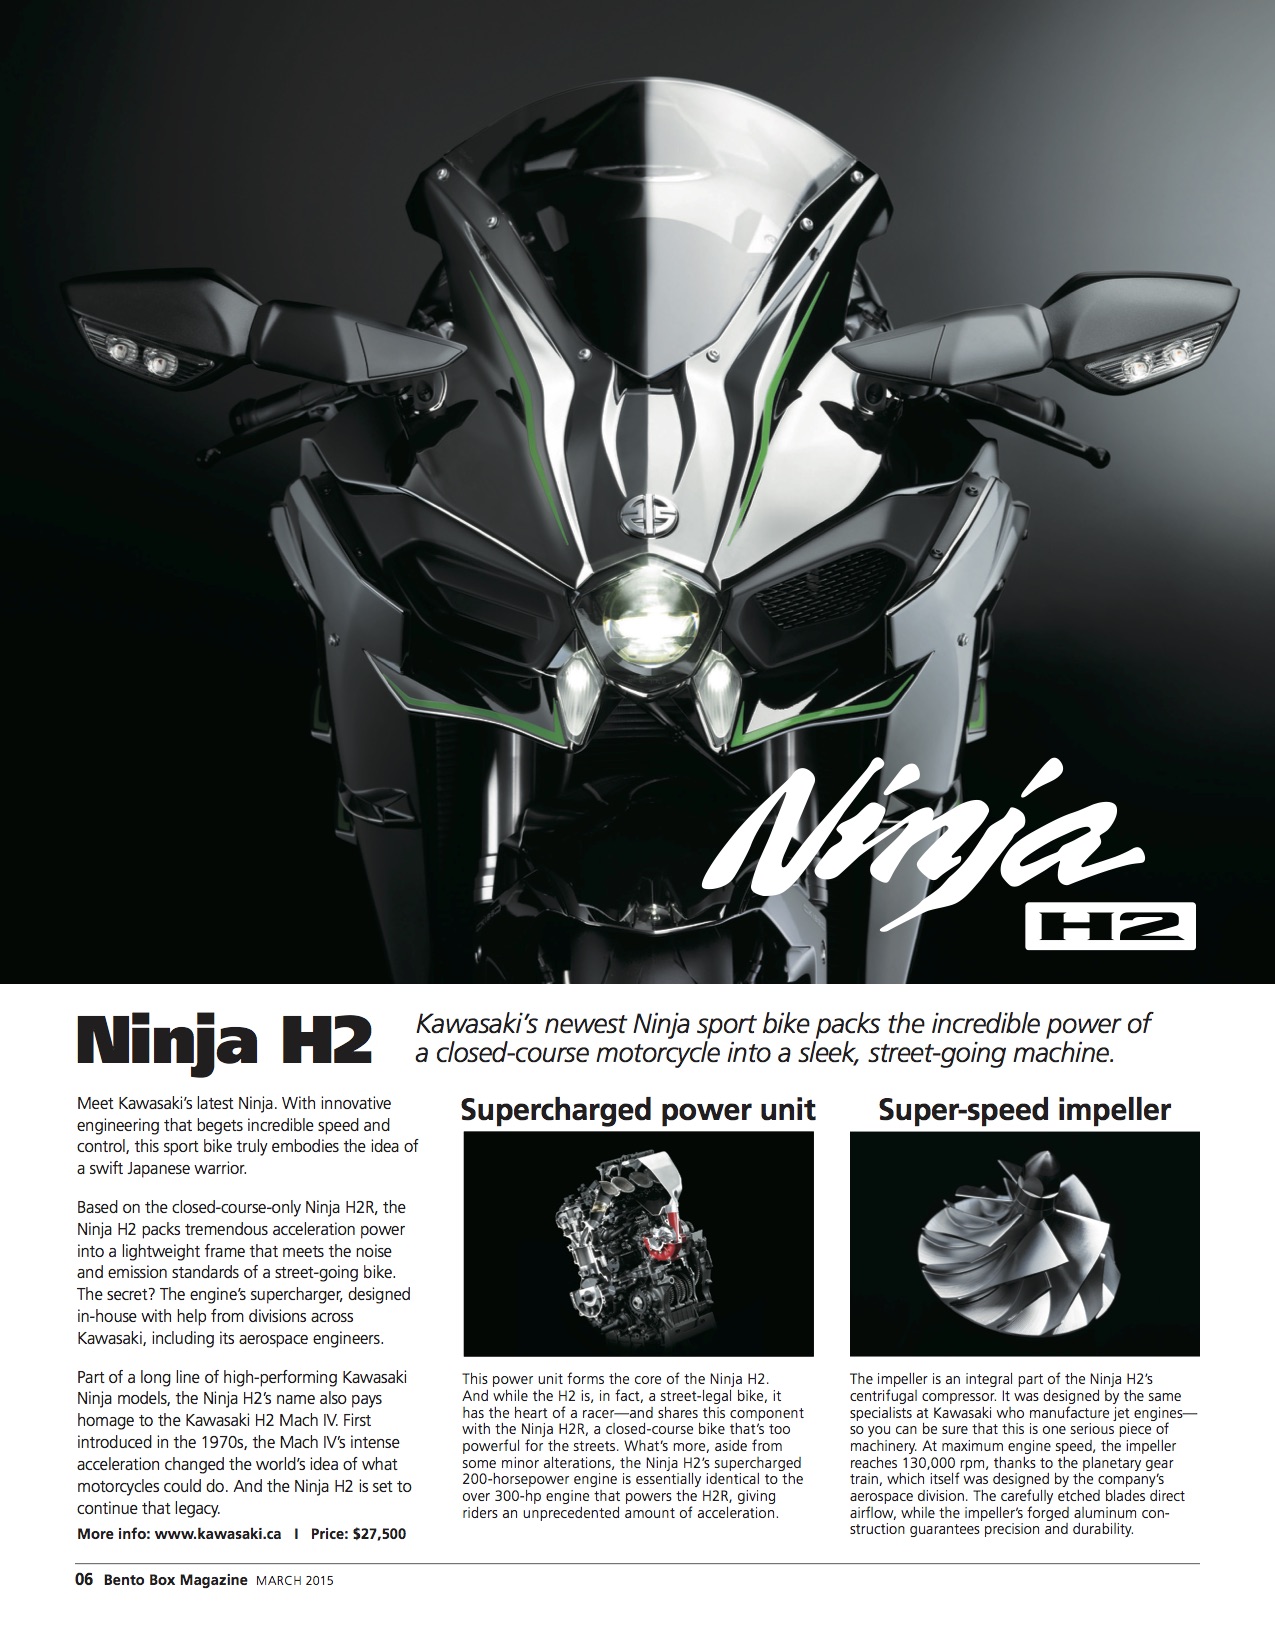 Ninja
H2
Ninja H2
Kawasaki's newest Ninja sport bike packs the incredible power of
a closed-course motorcycle into a sleek, street-going machine.
Meet Kawasaki's latest Ninja. With innovative
engineering that begets incredible speed and
control, this sport bike truly embodies the idea of
a swift Japanese warrior.
Based on the closed-course-only Ninja H2R, the
Ninja H2 packs tremendous acceleration power
into a lightweight frame that meets the noise
and emission standards of a street-going bike.
The secret? The engine's supercharger, designed
in-house with help from divisions across
Kawasaki, including its aerospace engineers.
Part of a long line of high-performing Kawasaki
Ninja models, the Ninja H2's name also pays
homage to the Kawasaki H2 Mach IV. First
introduced in the 1970s, the Mach IV's intense
acceleration changed the world's idea of what
motorcycles could do. And the Ninja H2 is set to
continue that legacy.
More info: www.kawasaki.ca I Price: $27,500
Supercharged power unit
This power unit forms the core of the Ninja H2.
And while the H2 is, in fact, a street-legal bike, it
has the heart of a racer—and shares this component
with the Ninja H2R, a closed-course bike that's too
powerful for the streets. What's more, aside from
some minor alterations, the Ninja H2's supercharged
200-horsepower engine is essentially identical to the
over 300-hp engine that powers the H2R, giving
riders an unprecedented amount of acceleration.
Super-speed impeller
The impeller is an integral part of the Ninja H2's
centrifugal compressor. It was designed by the same
specialists at Kawasaki who manufacture jet engines—
so you can be sure that this is one serious piece of
machinery. At maximum engine speed, the impeller
reaches 130,000 rpm, thanks to the planetary gear
train, which itself was designed by the company's
aerospace division. The carefully etched blades direct
airflow, while the impeller's forged aluminum con-
struction guarantees precision and durability.
06 Bento Box Magazine MARCH 2015